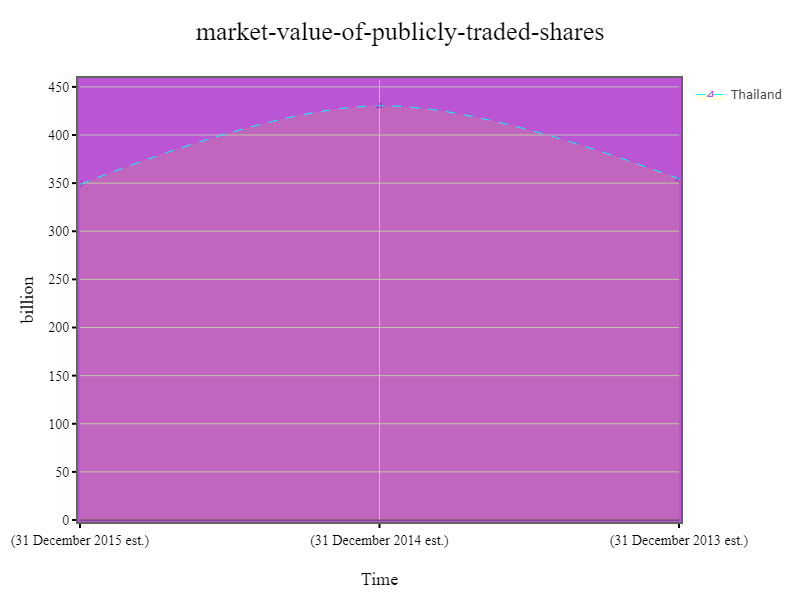 market-value-of-publicly-traded-shares
Thailand
billion
450
400
350
300
250
200
150
100
50
0
(31 December 2015 est.)
(31 December 2014 est.)
(31 December 2013 est.)
Time